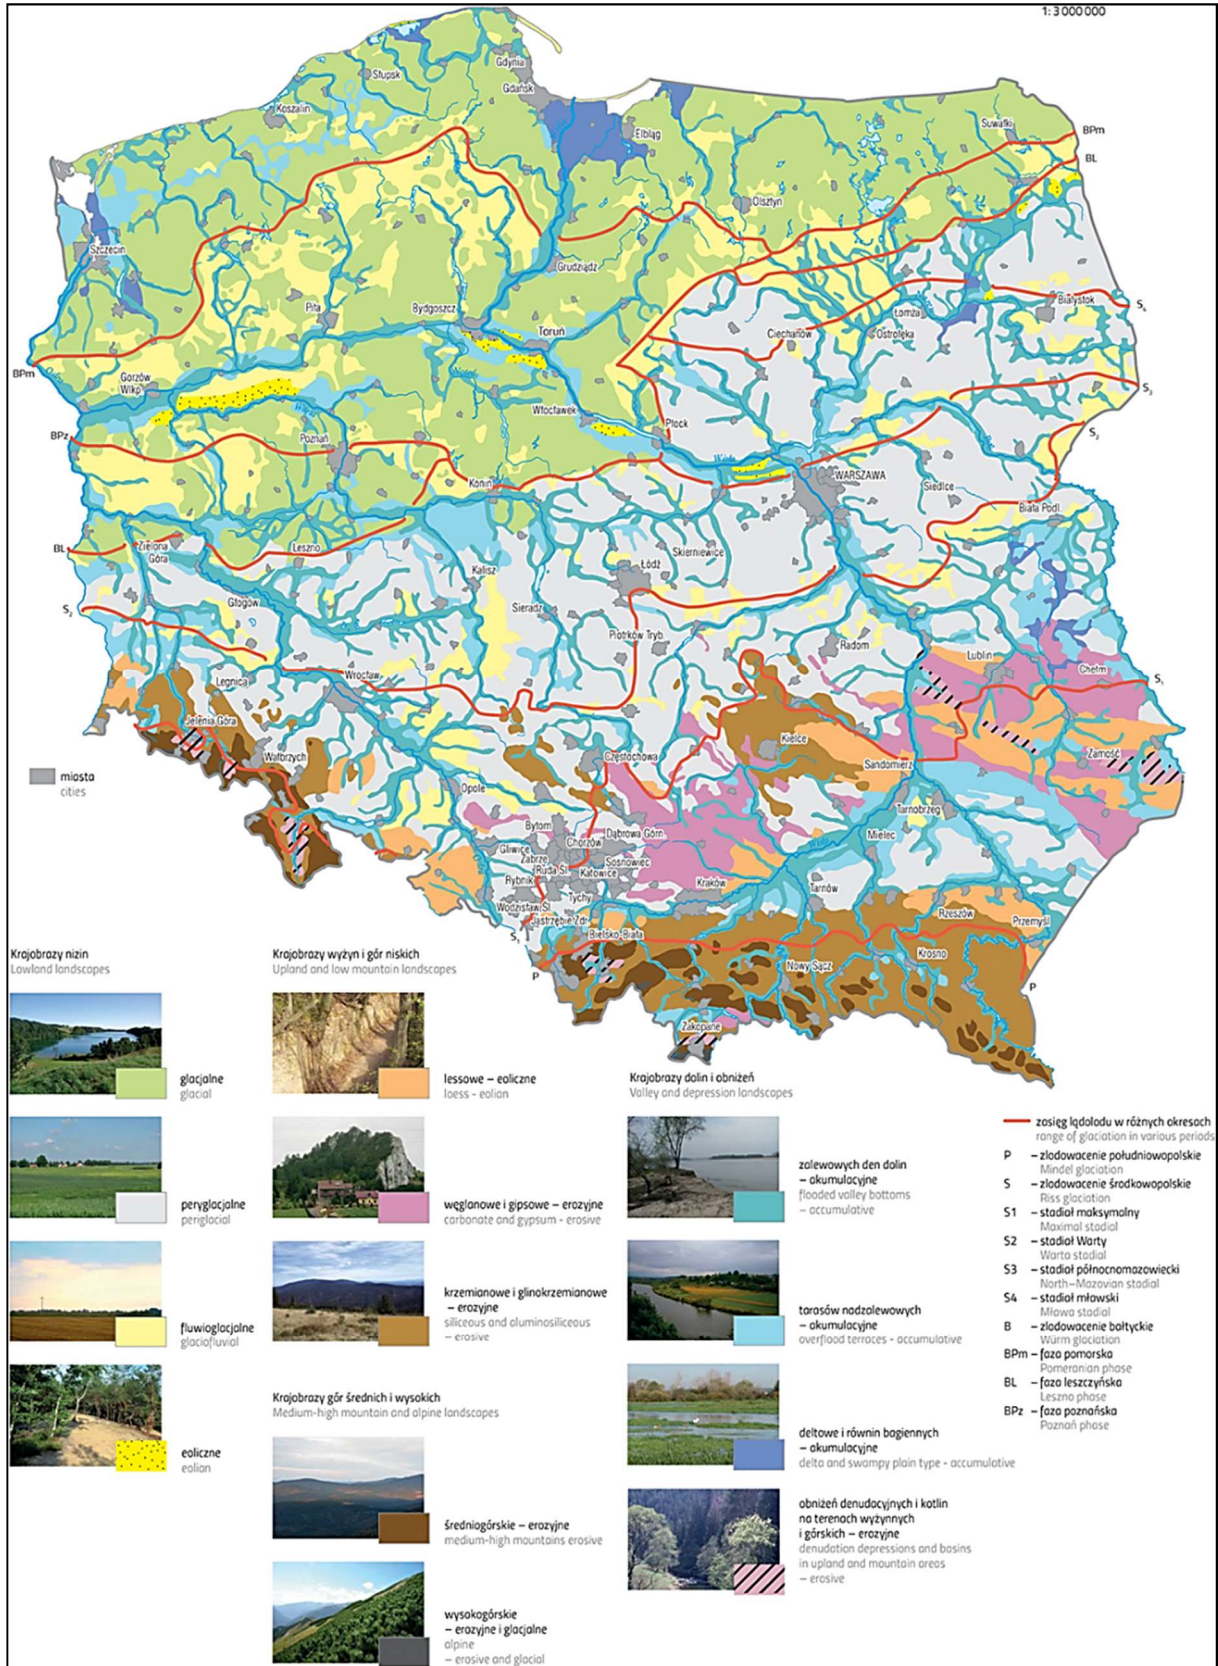 1: 3 000 000
Słupsk
Gdynia
Gdańsk
Koszalin
Elbląg
Suwałki
BPm
BL
Olsztyn
Szczecin
Grudziądz
Piła
Bydgoszcz
Toruń
Ciechanów
Łomża
Ostrołęka
Białystok
S₄
BPm
Odra
Gorzów
Wlkp.
Noteć
Warta
Włocławek
Płock
S₃
BPz
Poznań
Wisła
S₂
Konin
WARSZAWA
Siedlce
Biała Podl.
BL
Zielona
Góra
Leszno
Skierniewice
Łódź
Kalisz
S₂
Głogów
Sieradz
Piotrków Tryb.
Radom
Lublin
Chełm
S₁
Legnica
Wrocław
Jelenia Góra
Wałbrzych
Częstochowa
Kielce
Sandomierz
Zamość
miasta
cities
Opole
Tarnobrzeg
Bytom
Dąbrowa Górn.
Mielec
Gliwice
Chorzów
Zabrze
Sosnowiec
Ruda Śl.
Katowice
Rybnik
Kraków
Tychy
Tarnów
Wodzisław Śl.
Rzeszów
Przemyśl
Jastrzębie Zdr.
S₁
Bielsko-Biała
Krosno
P
Nowy Sącz
P
Zakopane
Krajobrazy nizin
Lowland landscapes
glacjalne
glacial
peryglacjalne
periglacial
fluwioglacjalne
glaciofluvial
eoliczne
eolian
Krajobrazy wyżyn i gór niskich
Upland and low mountain landscapes
lessowe – eoliczne
loess - eolian
węglanowe i gipsowe – erozyjne
carbonate and gypsum - erosive
krzemianowe i glinokrzemianowe
– erozyjne
siliceous and aluminosiliceous
– erosive
Krajobrazy gór średnich i wysokich
Medium-high mountain and alpine landscapes
średniogórskie – erozyjne
medium-high mountains erosive
wysokogórskie
– erozyjne i glacjalne
alpine
– erosive and glacial
Krajobrazy dolin i obniżeń
Valley and depression landscapes
zalewowych den dolin
– akumulacyjne
flooded valley bottoms
– accumulative
tarasów nadzalewowych
– akumulacyjne
overflood terraces - accumulative
deltowe i równin bagiennych
– akumulacyjne
delta and swampy plain type - accumulative
obniżeń denudacyjnych i kotlin
na terenach wyżynnych
i górskich – erozyjne
denudation depressions and basins
in upland and mountain areas
– erosive
zasięg lądolodu w różnych okresach
range of glaciation in various periods
P – zlodowacenie południowopolskie
Mindel glaciation
S – zlodowacenie środkowopolskie
Riss glaciation
S1 – stadiał maksymalny
Maximal stadial
S2 – stadiał Warty
Warta stadial
S3 – stadiał północnomazowiecki
North–Mazovian stadial
S4 – stadiał mławski
Mława stadial
B – zlodowacenie bałtyckie
Würm glaciation
BPm – faza pomorska
Pomeranian phase
BL – faza leszczyńska
Leszno phase
BPz – faza poznańska
Poznań phase